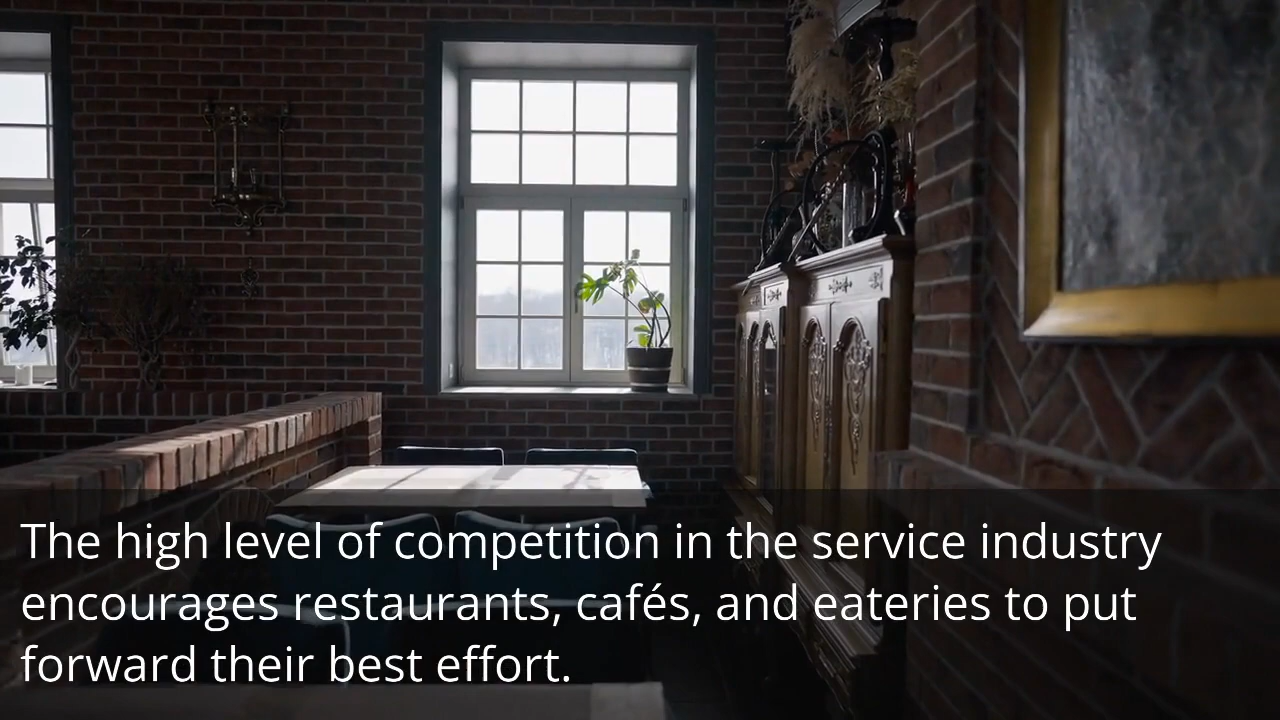 The high level of competition in the service industry
encourages restaurants, cafés, and eateries to put
forward their best effort.